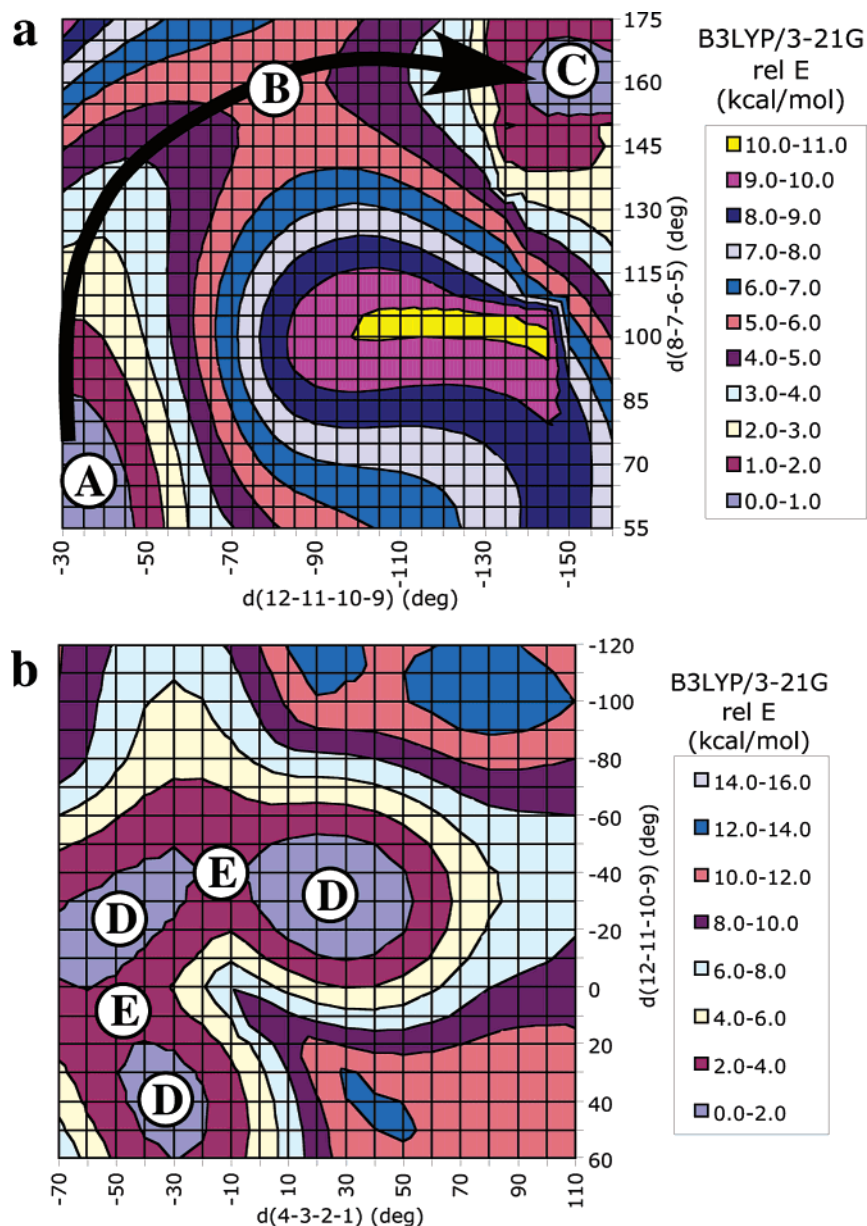 a
B3LYP/3-21G
rel E
(kcal/mol)
10.0-11.0
9.0-10.0
8.0-9.0
7.0-8.0
6.0-7.0
5.0-6.0
4.0-5.0
3.0-4.0
2.0-3.0
1.0-2.0
0.0-1.0
A
B
C
175
160
145
130
115
100
85
70
55
d(8-7-6-5) (deg)
-30 -50 -70 -90 -110 -130 -150
d(12-11-10-9) (deg)
b
B3LYP/3-21G
rel E
(kcal/mol)
14.0-16.0
12.0-14.0
10.0-12.0
8.0-10.0
6.0-8.0
4.0-6.0
2.0-4.0
0.0-2.0
E
D
D
E
D
-120
-100
-80
-60
-40
-20
0
20
40
60
d(12-11-10-9) (deg)
-70 -50 -30 -10 10 30 50 70 90 110
d(4-3-2-1) (deg)